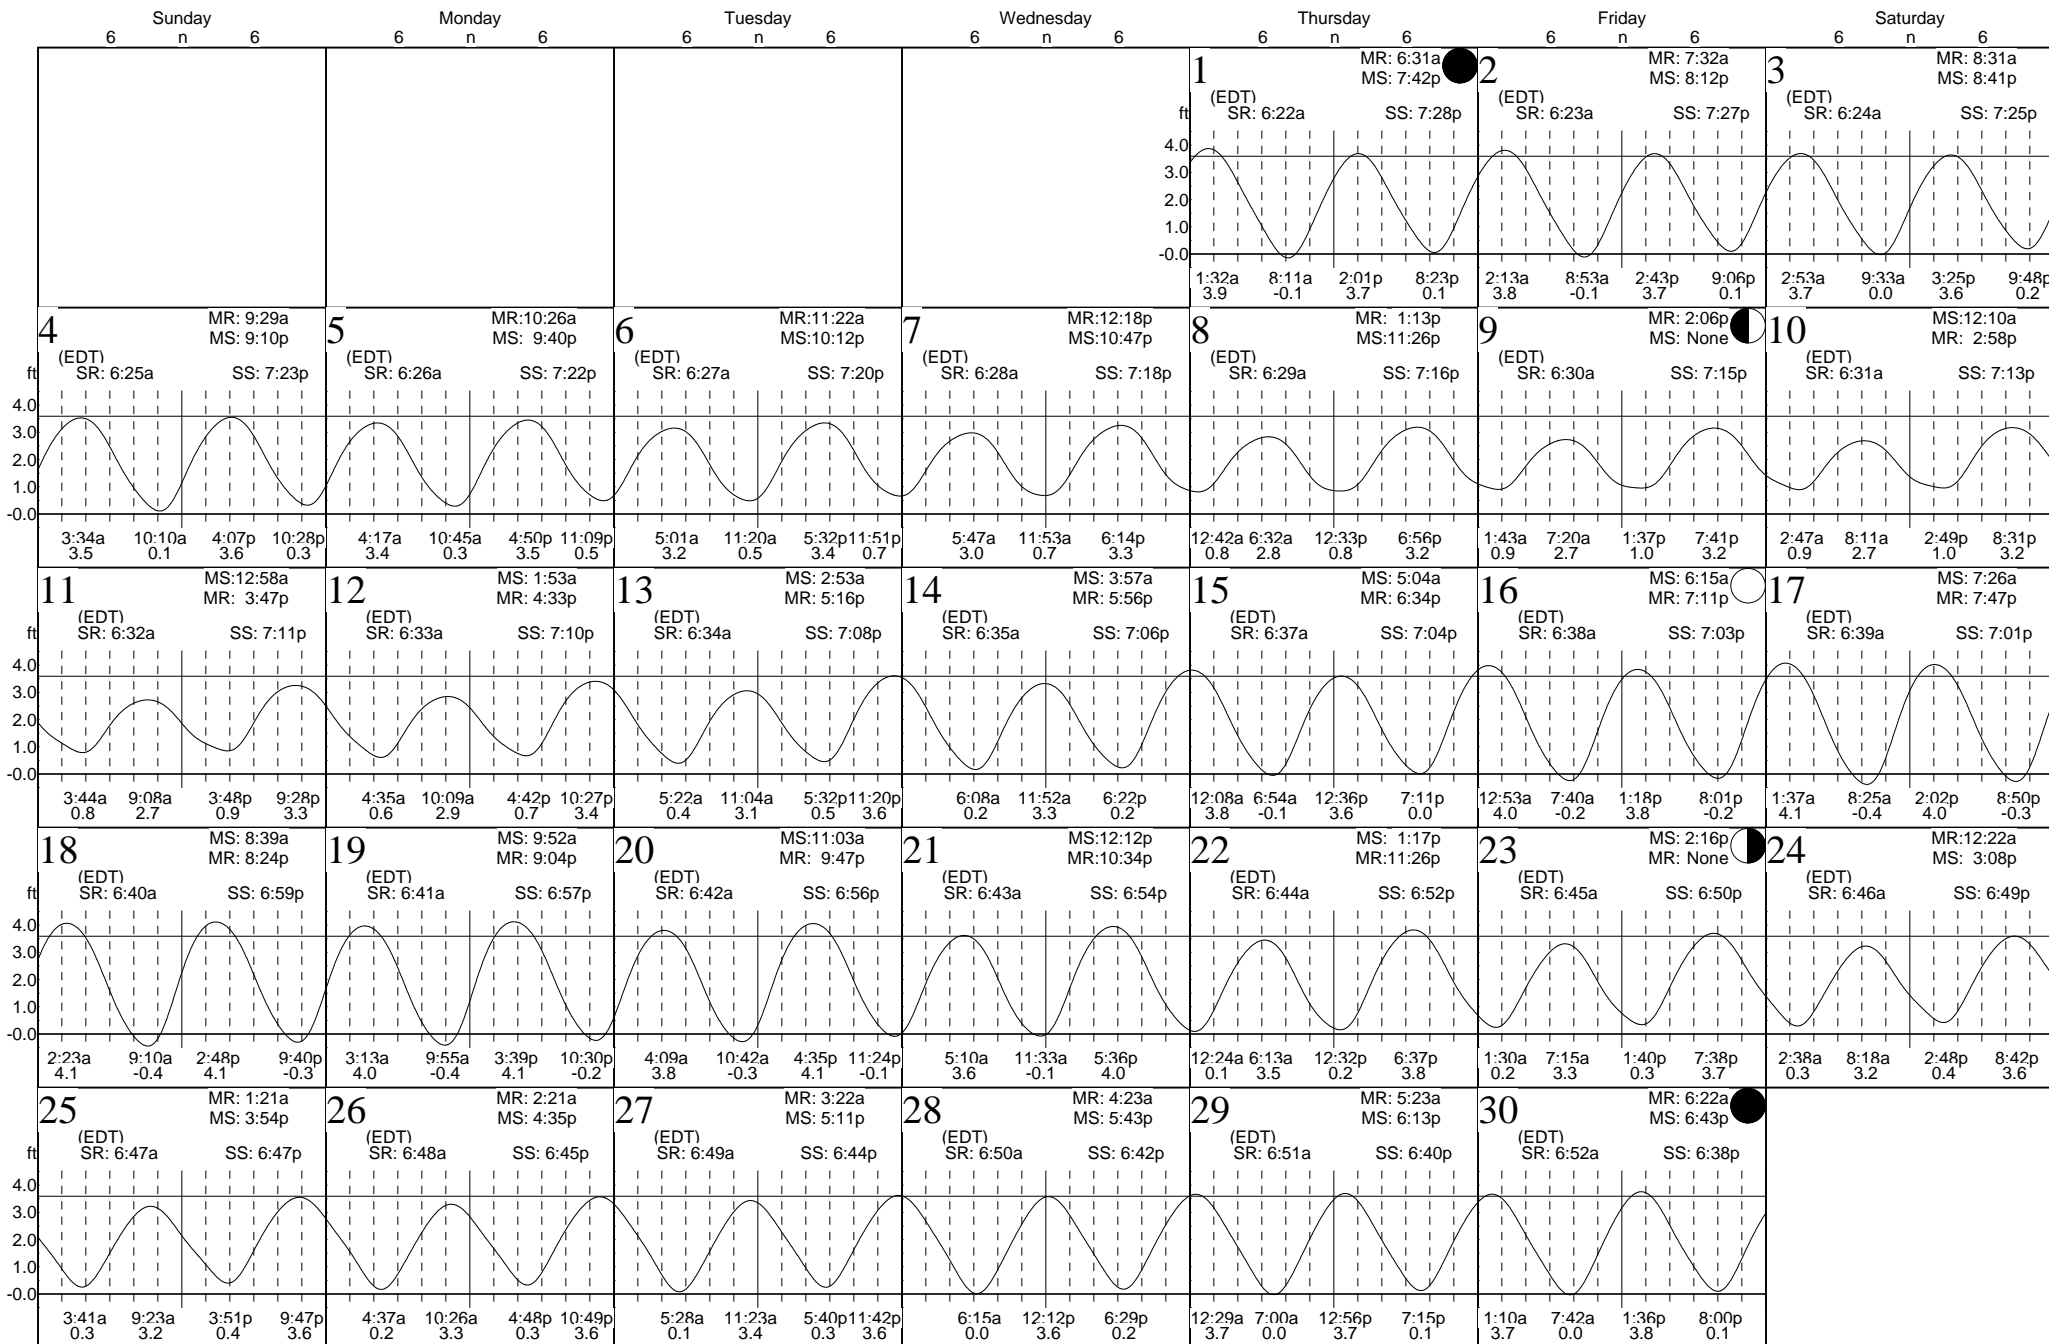 Sunday Monday Tuesday Wednesday Thursday Friday Saturday
6 n 6 6 n 6 6 n 6 6 n 6 6 n 6 6 n 6 6 n 6
1 MR: 6:31a 2 MR: 7:32a 3 MR: 8:31a
MS: 7:42p MS: 8:12p MS: 8:41p
(EDT) (EDT) (EDT)
ft SR: 6:22a SS: 7:28p SR: 6:23a SS: 7:27p SR: 6:24a SS: 7:25p
4.0
3.0
2.0
1.0
-0.0
1:32a 8:11a 2:01p 8:23p 2:13a 8:53a 2:43p 9:06p 2:53a 9:33a 3:25p 9:48p
3.9 -0.1 3.7 0.1 3.8 -0.1 3.7 0.1 3.7 0.0 3.6 0.2
4 MR: 9:29a 5 MR:10:26a 6 MR:11:22a 7 MR:12:18p 8 MR: 1:13p 9 MR: 2:06p 10 MS:12:10a
MS: 9:10p MS: 9:40p MS:10:12p MS:10:47p MS:11:26p MS: None MR: 2:58p
(EDT) (EDT) (EDT) (EDT) (EDT) (EDT) (EDT)
ft SR: 6:25a SS: 7:23p SR: 6:26a SS: 7:22p SR: 6:27a SS: 7:20p SR: 6:28a SS: 7:18p SR: 6:29a SS: 7:16p SR: 6:30a SS: 7:15p SR: 6:31a SS: 7:13p
4.0
3.0
2.0
1.0
-0.0
3:34a 10:10a 4:07p 10:28p 4:17a 10:45a 4:50p 11:09p 5:01a 11:20a 5:32p 11:51p 5:47a 11:53a 6:14p 12:42a 6:32a 12:33p 6:56p 1:43a 7:20a 1:37p 7:41p 2:47a 8:11a 2:49p 8:31p
3.5 0.1 3.6 0.3 3.4 0.3 3.5 0.5 3.2 0.5 3.4 0.7 3.0 0.7 3.3 0.8 2.8 0.8 3.2 0.9 2.7 1.0 3.2 0.9 2.7 1.0 3.2
11 MS:12:58a 12 MS: 1:53a 13 MS: 2:53a 14 MS: 3:57a 15 MS: 5:04a 16 MS: 6:15a 17 MS: 7:26a
MR: 3:47p MR: 4:33p MR: 5:16p MR: 5:56p MR: 6:34p MR: 7:11p MR: 7:47p
(EDT) (EDT) (EDT) (EDT) (EDT) (EDT) (EDT)
ft SR: 6:32a SS: 7:11p SR: 6:33a SS: 7:10p SR: 6:34a SS: 7:08p SR: 6:35a SS: 7:06p SR: 6:37a SS: 7:04p SR: 6:38a SS: 7:03p SR: 6:39a SS: 7:01p
4.0
3.0
2.0
1.0
-0.0
3:44a 9:08a 3:48p 9:28p 4:35a 10:09a 4:42p 10:27p 5:22a 11:04a 5:32p 11:20p 6:08a 11:52a 6:22p 12:08a 6:54a 12:36p 7:11p 12:53a 7:40a 1:18p 8:01p 1:37a 8:25a 2:02p 8:50p
0.8 2.7 0.9 3.3 0.6 2.9 0.7 3.4 0.4 3.1 0.5 3.6 0.2 3.3 0.2 3.8 -0.1 3.6 0.0 4.0 -0.2 3.8 -0.2 4.1 -0.4 4.0 -0.3
18 MS: 8:39a 19 MS: 9:52a 20 MS:11:03a 21 MS:12:12p 22 MS: 1:17p 23 MS: 2:16p 24 MR:12:22a
MR: 8:24p MR: 9:04p MR: 9:47p MR:10:34p MR:11:26p MR: None MS: 3:08p
(EDT) (EDT) (EDT) (EDT) (EDT) (EDT) (EDT)
ft SR: 6:40a SS: 6:59p SR: 6:41a SS: 6:57p SR: 6:42a SS: 6:56p SR: 6:43a SS: 6:54p SR: 6:44a SS: 6:52p SR: 6:45a SS: 6:50p SR: 6:46a SS: 6:49p
4.0
3.0
2.0
1.0
-0.0
2:23a 9:10a 2:48p 9:40p 3:13a 9:55a 3:39p 10:30p 4:09a 10:42a 4:35p 11:24p 5:10a 11:33a 5:36p 12:24a 6:13a 12:32p 6:37p 1:30a 7:15a 1:40p 7:38p 2:38a 8:18a 2:48p 8:42p
4.1 -0.4 4.1 -0.3 4.0 -0.4 4.1 -0.2 3.8 -0.3 4.1 -0.1 3.6 -0.1 4.0 0.1 3.5 0.2 3.8 0.2 3.3 0.3 3.7 0.3 3.2 0.4 3.6
25 MR: 1:21a 26 MR: 2:21a 27 MR: 3:22a 28 MR: 4:23a 29 MR: 5:23a 30 MR: 6:22a
MS: 3:54p MS: 4:35p MS: 5:11p MS: 5:43p MS: 6:13p MS: 6:43p
(EDT) (EDT) (EDT) (EDT) (EDT) (EDT)
ft SR: 6:47a SS: 6:47p SR: 6:48a SS: 6:45p SR: 6:49a SS: 6:44p SR: 6:50a SS: 6:42p SR: 6:51a SS: 6:40p SR: 6:52a SS: 6:38p
4.0
3.0
2.0
1.0
-0.0
3:41a 9:23a 3:51p 9:47p 4:37a 10:26a 4:48p 10:49p 5:28a 11:23a 5:40p 11:42p 6:15a 12:12p 6:29p 12:29a 7:00a 12:56p 7:15p 1:10a 7:42a 1:36p 8:00p
0.3 3.2 0.4 3.6 0.2 3.3 0.3 3.6 0.1 3.4 0.3 3.6 0.0 3.6 0.2 3.7 0.0 3.7 0.1 3.7 0.0 3.8 0.1